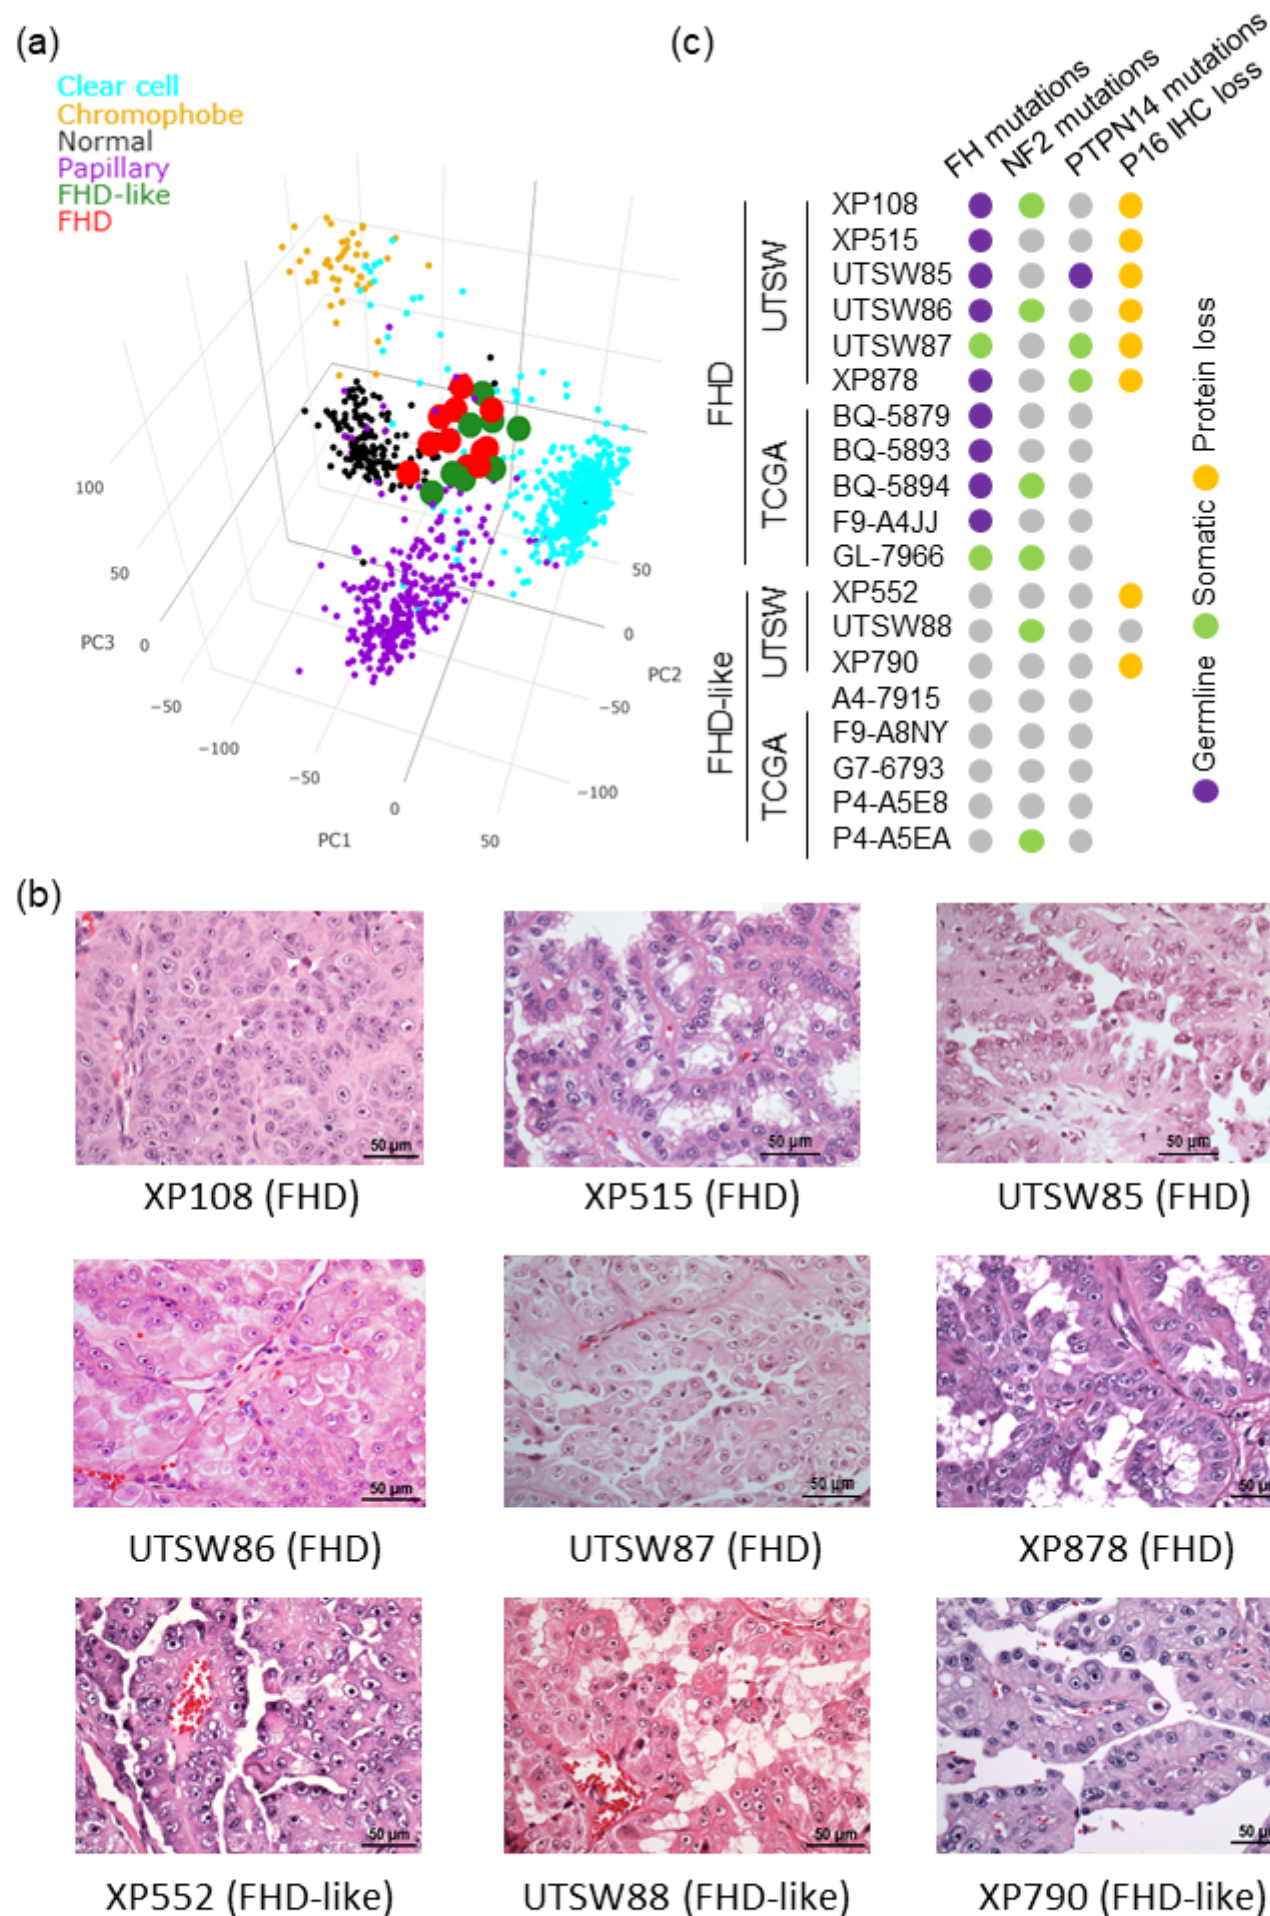 (a)
Clear cell
Chromophobe
Normal
Papillary
FHD-like
FHD
100
50
PC3 0
−50
−100
−50
0
PC1
50
−100
−50
PC2
0
50
(c)
FH mutations
NF2 mutations
PTPN14 mutations
P16 IHC loss
FHD
UTSW
XP108
XP515
UTSW85
UTSW86
UTSW87
XP878
TCGA
BQ-5879
BQ-5893
BQ-5894
F9-A4JJ
GL-7966
FHD-like
UTSW
XP552
UTSW88
XP790
TCGA
A4-7915
F9-A8NY
G7-6793
P4-A5E8
P4-A5EA
Germline
Somatic
Protein loss
(b)
50 µm
50 µm
50 µm
XP108 (FHD)
XP515 (FHD)
UTSW85 (FHD)
50 µm
50 µm
50 µ
UTSW86 (FHD)
UTSW87 (FHD)
XP878 (FHD)
50 µm
50 µm
50 µ
XP552 (FHD-like)
UTSW88 (FHD-like)
XP790 (FHD-like)